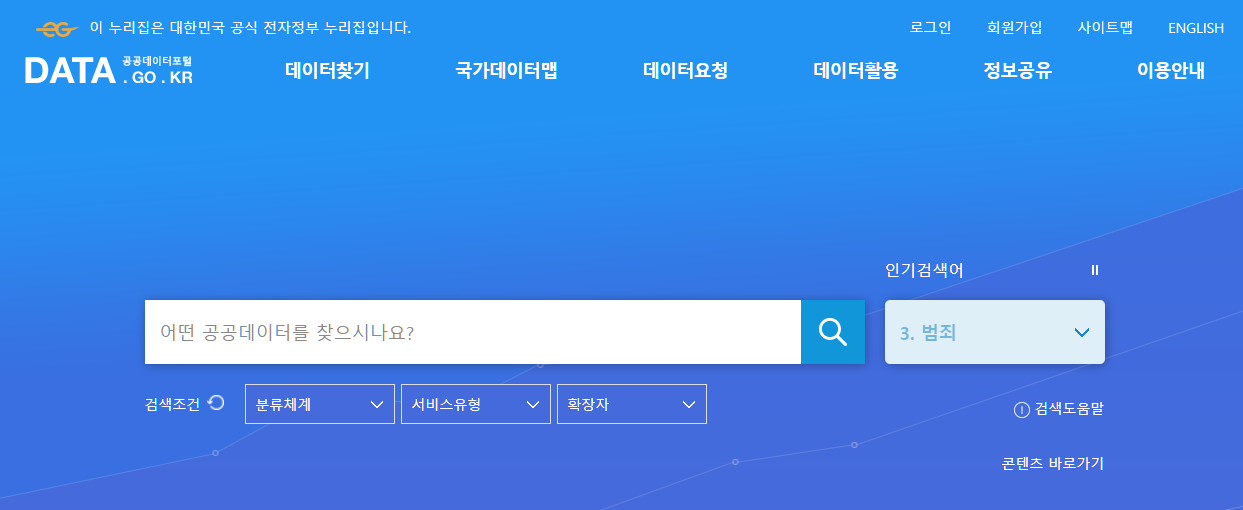 이 누리집은 대한민국 공식 전자정부 누리집입니다.
로그인 회원가입 사이트맵 ENGLISH
DATA 공공데이터포털 .GO.KR
데이터찾기 국가데이터맵 데이터요청 데이터활용 정보공유 이용안내
인기검색어
어떤 공공데이터를 찾으시나요?
3. 범죄
검색조건 분류체계 서비스유형 확장자
검색도움말
콘텐츠 바로가기